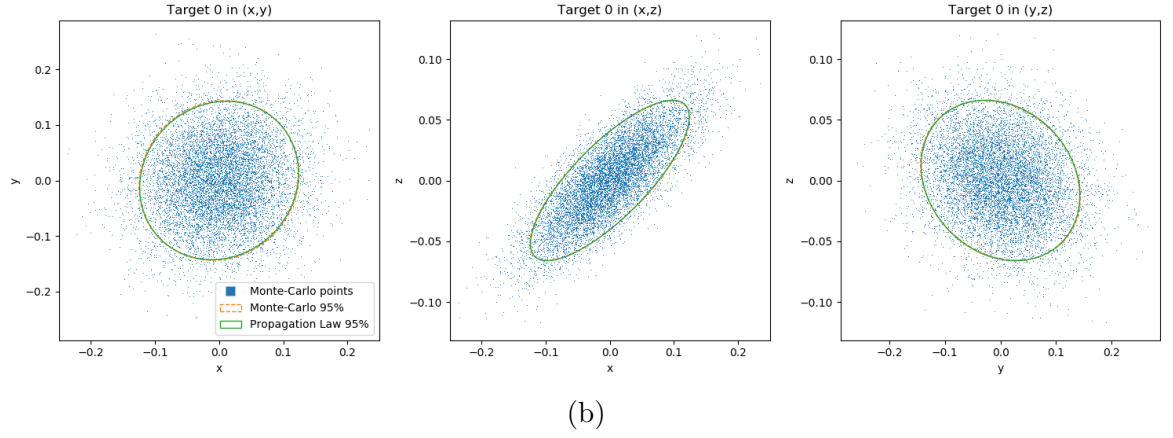 Target 0 in (x,y)
0.2
0.1
0.0
−0.1
−0.2
y
−0.2 −0.1 0.0 0.1 0.2
x
Monte-Carlo points
Monte-Carlo 95%
Propagation Law 95%
Target 0 in (x,z)
0.10
0.05
0.00
−0.05
−0.10
z
−0.2 −0.1 0.0 0.1 0.2
x
Target 0 in (y,z)
0.10
0.05
0.00
−0.05
−0.10
z
−0.2 −0.1 0.0 0.1 0.2
y
(b)